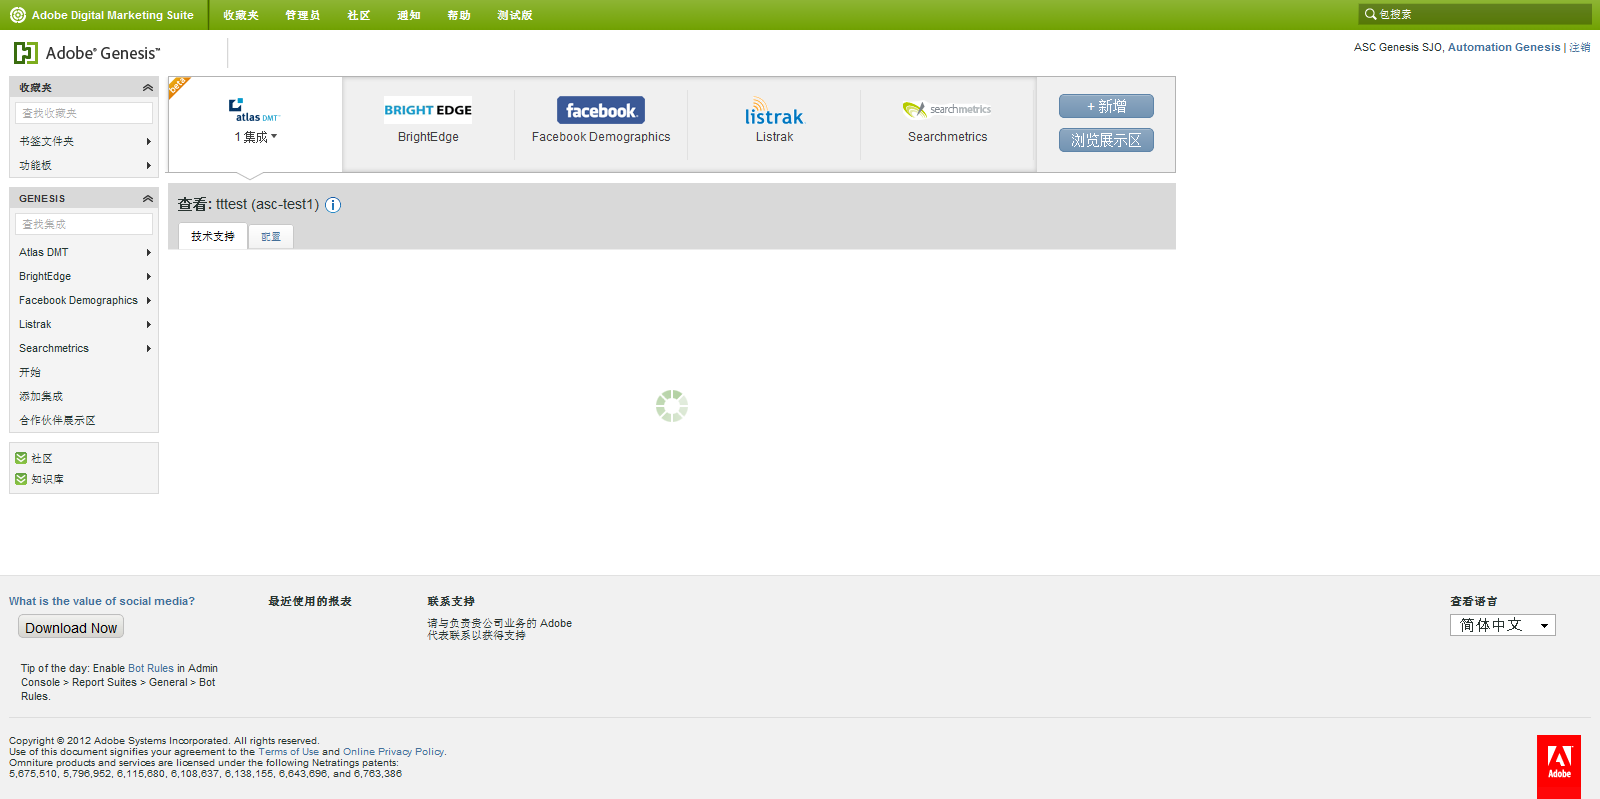 Adobe Digital Marketing Suite 收藏夹 管理员 社区 通知 帮助 测试版 包搜索
Adobe® Genesis™
ASC Genesis SJO, Automation Genesis | 注销
收藏夹
查找收藏夹
书签文件夹
功能板
GENESIS
查找集成
Atlas DMT
BrightEdge
Facebook Demographics
Listrak
Searchmetrics
开始
添加集成
合作伙伴展示区
社区
知识库
beta
atlas DMT
1 集成
BRIGHT EDGE
BrightEdge
facebook.
Facebook Demographics
listrak
Listrak
searchmetrics
Searchmetrics
+ 新增
浏览展示区
查看: tttest (asc-test1) i
技术支持 配置
What is the value of social media?
Download Now
Tip of the day: Enable Bot Rules in Admin
Console > Report Suites > General > Bot
Rules.
最近使用的报表
联系支持
请与负责贵公司业务的 Adobe
代表联系以获得支持
查看语言
简体中文
Copyright © 2012 Adobe Systems Incorporated. All rights reserved.
Use of this document signifies your agreement to the Terms of Use and Online Privacy Policy.
Omniture products and services are licensed under the following Netratings patents:
5,675,510, 5,796,952, 6,115,680, 6,108,637, 6,138,155, 6,643,696, and 6,763,386
Adobe